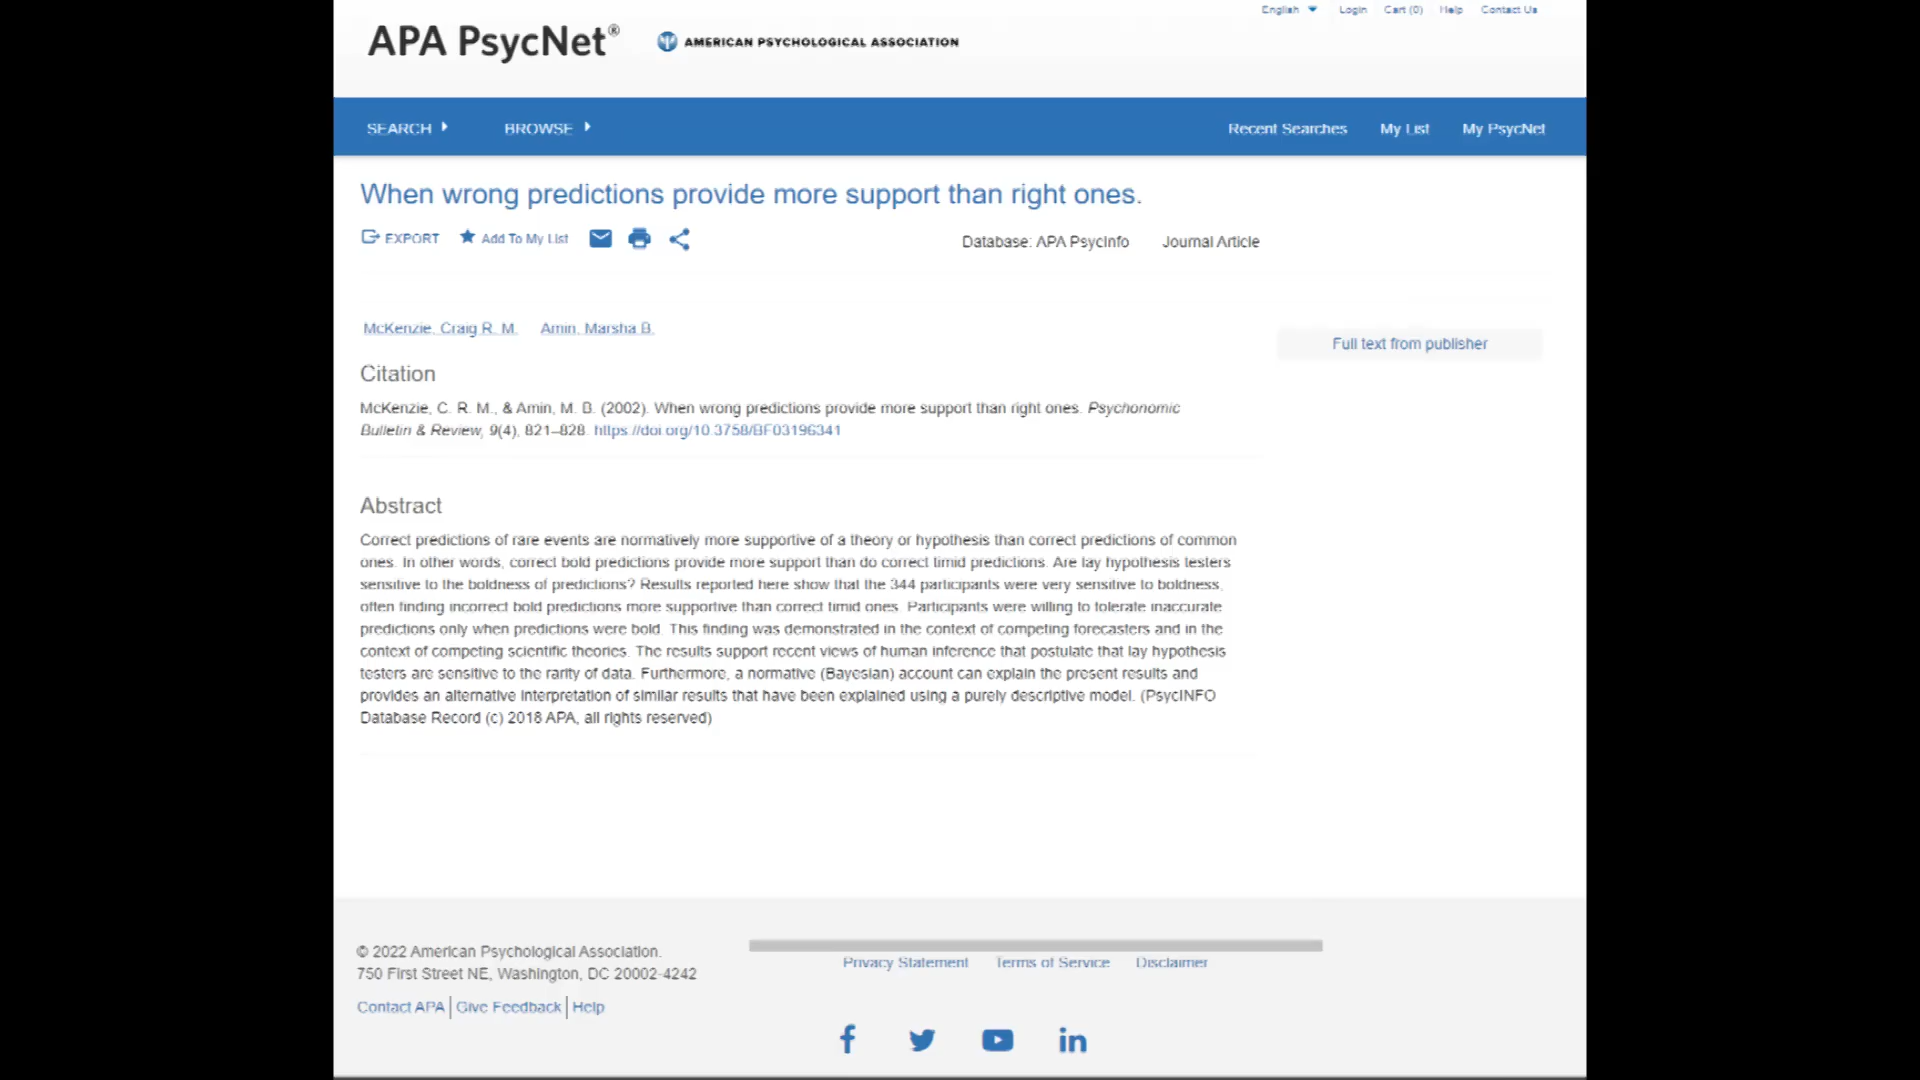 English Login Cart (0) Help Contact Us
APA PsycNet® AMERICAN PSYCHOLOGICAL ASSOCIATION
SEARCH BROWSE Recent Searches My List My PsycNet
When wrong predictions provide more support than right ones.
EXPORT Add To My List Database: APA PsycInfo Journal Article
McKenzie, Craig R. M. Amin, Marsha B.
Full text from publisher
Citation
McKenzie, C. R. M., & Amin, M. B. (2002). When wrong predictions provide more support than right ones. Psychonomic
Bulletin & Review, 9(4), 821–828. https://doi.org/10.3758/BF03196341
Abstract
Correct predictions of rare events are normatively more supportive of a theory or hypothesis than correct predictions of common
ones. In other words, correct bold predictions provide more support than do correct timid predictions. Are lay hypothesis testers
sensitive to the boldness of predictions? Results reported here show that the 344 participants were very sensitive to boldness,
often finding incorrect bold predictions more supportive than correct timid ones. Participants were willing to tolerate inaccurate
predictions only when predictions were bold. This finding was demonstrated in the context of competing forecasters and in the
context of competing scientific theories. The results support recent views of human inference that postulate that lay hypothesis
testers are sensitive to the rarity of data. Furthermore, a normative (Bayesian) account can explain the present results and
provides an alternative interpretation of similar results that have been explained using a purely descriptive model. (PsycINFO
Database Record (c) 2018 APA, all rights reserved)
© 2022 American Psychological Association.
750 First Street NE, Washington, DC 20002-4242
Contact APA Give Feedback Help
Privacy Statement Terms of Service Disclaimer